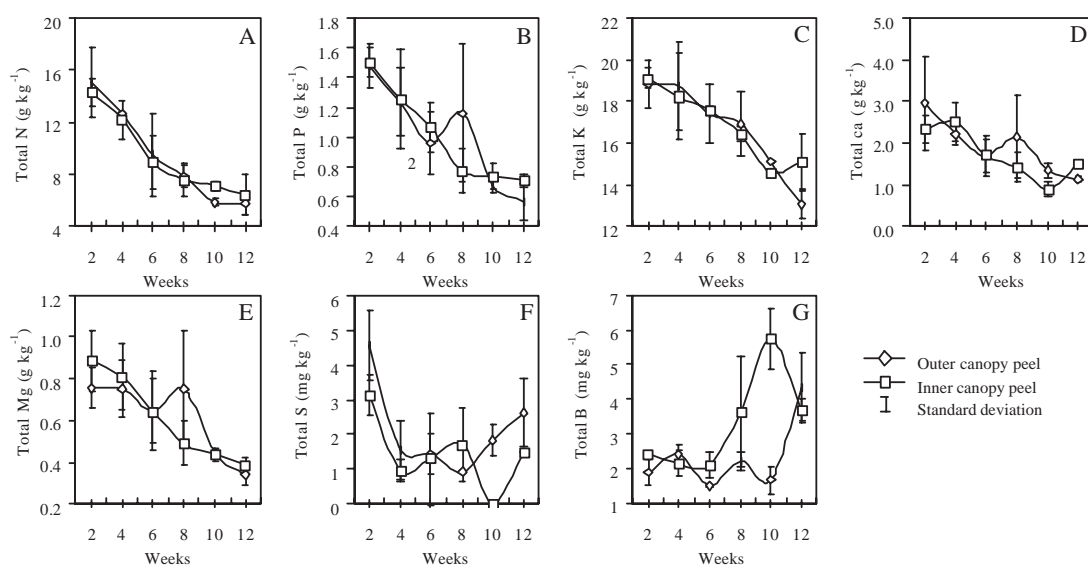 A
Total N (g kg-1)
20
16
12
8
4
2 4 6 8 10 12
Weeks
B
Total P (g kg-1)
1.8
1.6
1.4
1.2
1.0
0.8
0.6
0.4
2
2 4 6 8 10 12
Weeks
C
Total K (g kg-1)
22
20
18
16
14
12
2 4 6 8 10 12
Weeks
D
Total ca (g kg-1)
5.0
4.0
3.0
2.0
1.0
0.0
2 4 6 8 10 12
Weeks
E
Total Mg (g kg-1)
1.2
1.0
0.8
0.6
0.4
0.2
2 4 6 8 10 12
Weeks
F
Total S (mg kg-1)
6
5
4
3
2
1
0
2 4 6 8 10 12
Weeks
G
Total B (mg kg-1)
7
6
5
4
3
2
1
2 4 6 8 10 12
Weeks
Outer canopy peel
Inner canopy peel
Standard deviation